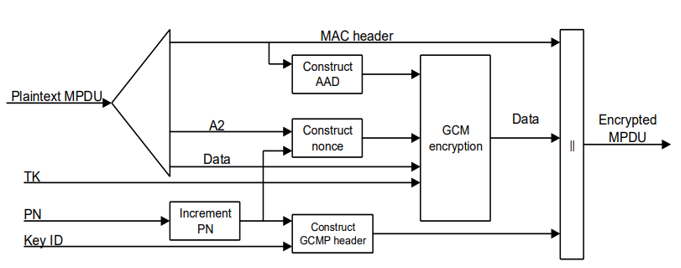 MAC header
Construct
AAD
Plaintext MPDU
A2
Construct
nonce
GCM
encryption
Data
Encrypted
MPDU
||
Data
TK
PN
Increment
PN
Construct
GCMP header
Key ID